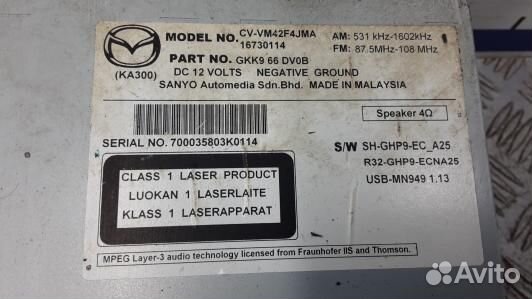 MODEL NO. CV-VM42F4JMA
16730114
AM: 531 kHz-1602kHz
FM: 87.5MHz-108 MHz
PART NO. GKK9 66 DV0B
(KA300)
DC 12 VOLTS NEGATIVE GROUND
SANYO Automedia Sdn.Bhd. MADE IN MALAYSIA
Speaker 4Ω
SERIAL NO. 700035803K0114
S/W SH-GHP9-EC_A25
R32-GHP9-ECNA25
USB-MN949 1.13
CLASS 1 LASER PRODUCT
LUOKAN 1 LASERLAITE
KLASS 1 LASERAPPARAT
MPEG Layer-3 audio technology licensed from Fraunhofer IIS and Thomson.
Avito